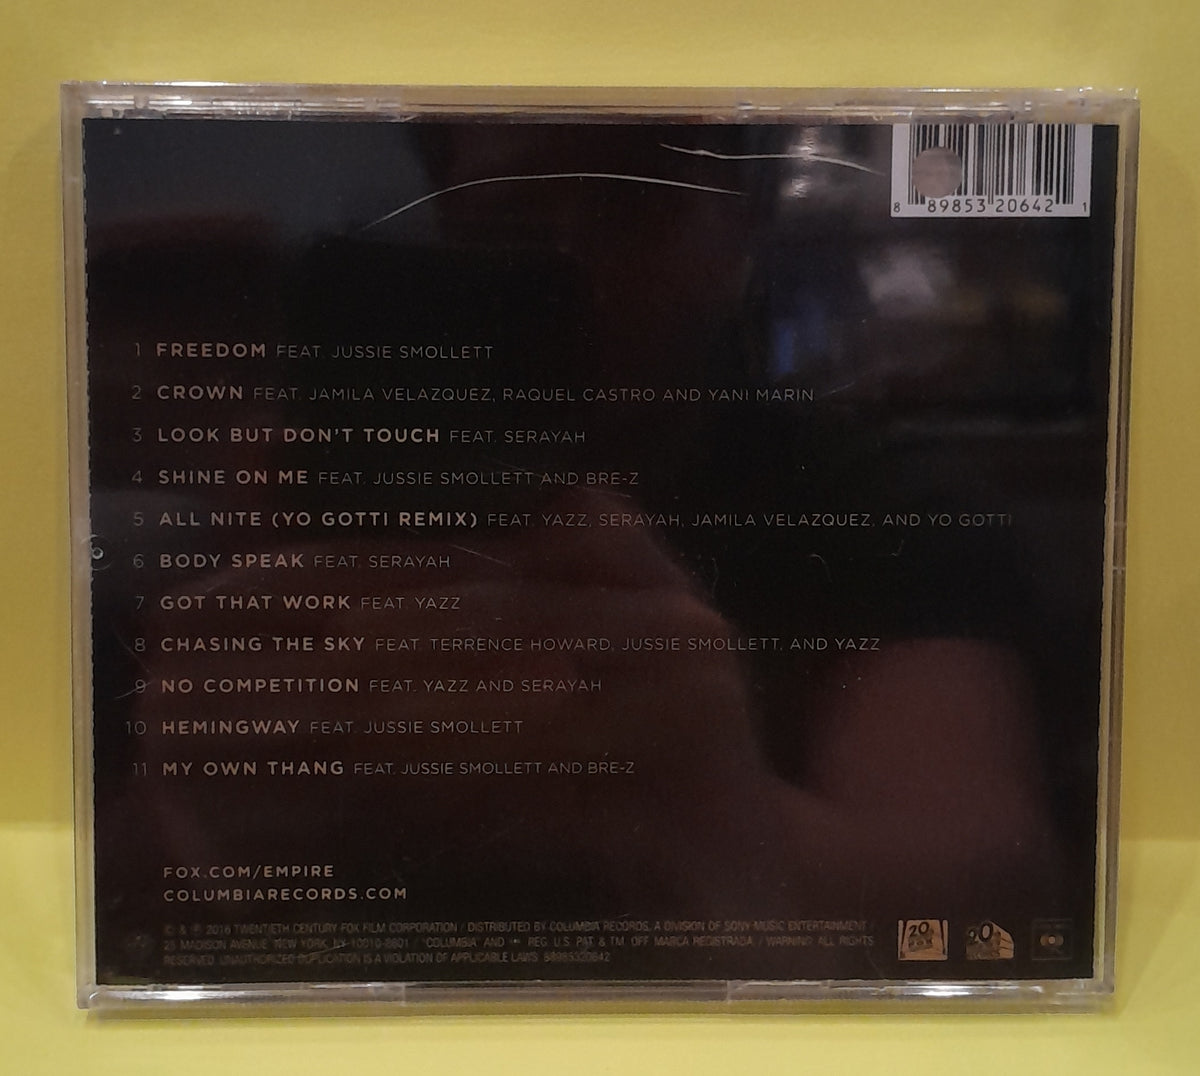 8 89853 20642 1
1 FREEDOM FEAT. JUSSIE SMOLLETT
2 CROWN FEAT. JAMILA VELAZQUEZ, RAQUEL CASTRO AND YANI MARIN
3 LOOK BUT DON'T TOUCH FEAT. SERAYAH
4 SHINE ON ME FEAT. JUSSIE SMOLLETT AND BRE-Z
5 ALL NITE (YO GOTTI REMIX) FEAT. YAZZ, SERAYAH, JAMILA VELAZQUEZ, AND YO GOTTI
6 BODY SPEAK FEAT. SERAYAH
7 GOT THAT WORK FEAT. YAZZ
8 CHASING THE SKY FEAT. TERRENCE HOWARD, JUSSIE SMOLLETT, AND YAZZ
9 NO COMPETITION FEAT. YAZZ AND SERAYAH
10 HEMINGWAY FEAT. JUSSIE SMOLLETT
11 MY OWN THANG FEAT. JUSSIE SMOLLETT AND BRE-Z
FOX.COM/EMPIRE
COLUMBIARECORDS.COM
© & ℗ 2016 TWENTIETH CENTURY FOX FILM CORPORATION / DISTRIBUTED BY COLUMBIA RECORDS, A DIVISION OF SONY MUSIC ENTERTAINMENT /
25 MADISON AVENUE, NEW YORK, NY 10010-8601 / "COLUMBIA" AND REG. U.S. PAT. & TM. OFF. MARCA REGISTRADA. / WARNING: ALL RIGHTS
RESERVED. UNAUTHORIZED DUPLICATION IS A VIOLATION OF APPLICABLE LAWS. 88985320642
20
20